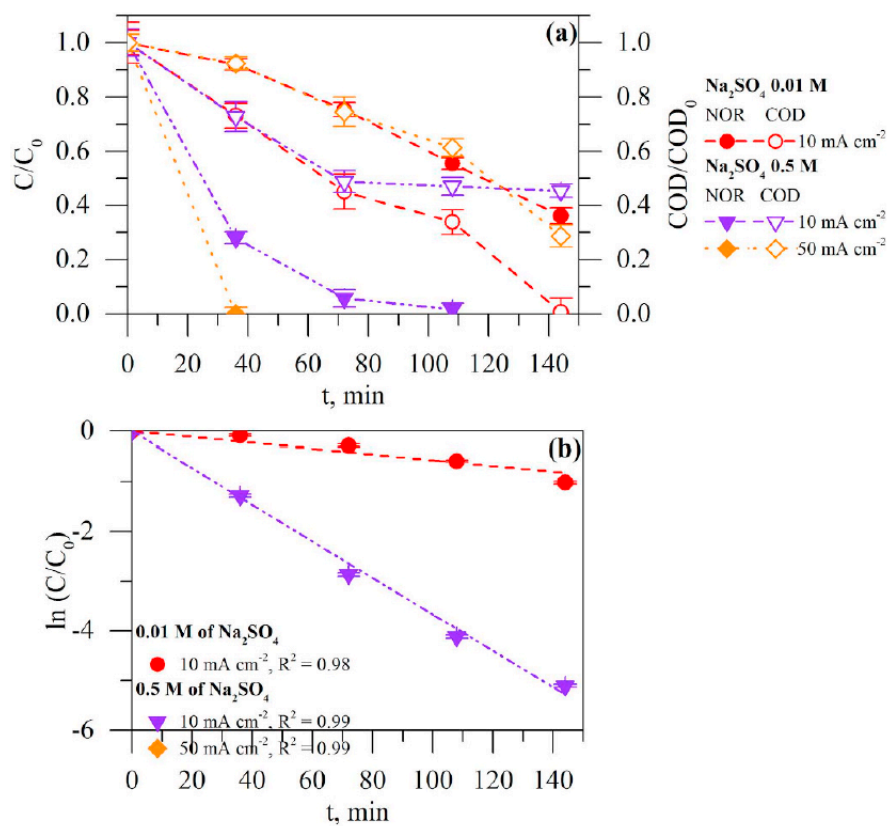 (a)
1.0
0.8
0.6
0.4
0.2
0.0
C/C₀
1.0
0.8
0.6
0.4
0.2
0.0
COD/COD₀
0 20 40 60 80 100 120 140
t, min
Na₂SO₄ 0.01 M
NOR COD
10 mA cm⁻²
Na₂SO₄ 0.5 M
NOR COD
10 mA cm⁻²
50 mA cm⁻²
(b)
0
-2
-4
-6
ln (C/C₀)
0.01 M of Na₂SO₄
10 mA cm⁻², R² = 0.98
0.5 M of Na₂SO₄
10 mA cm⁻², R² = 0.99
50 mA cm⁻², R² = 0.99
0 20 40 60 80 100 120 140
t, min